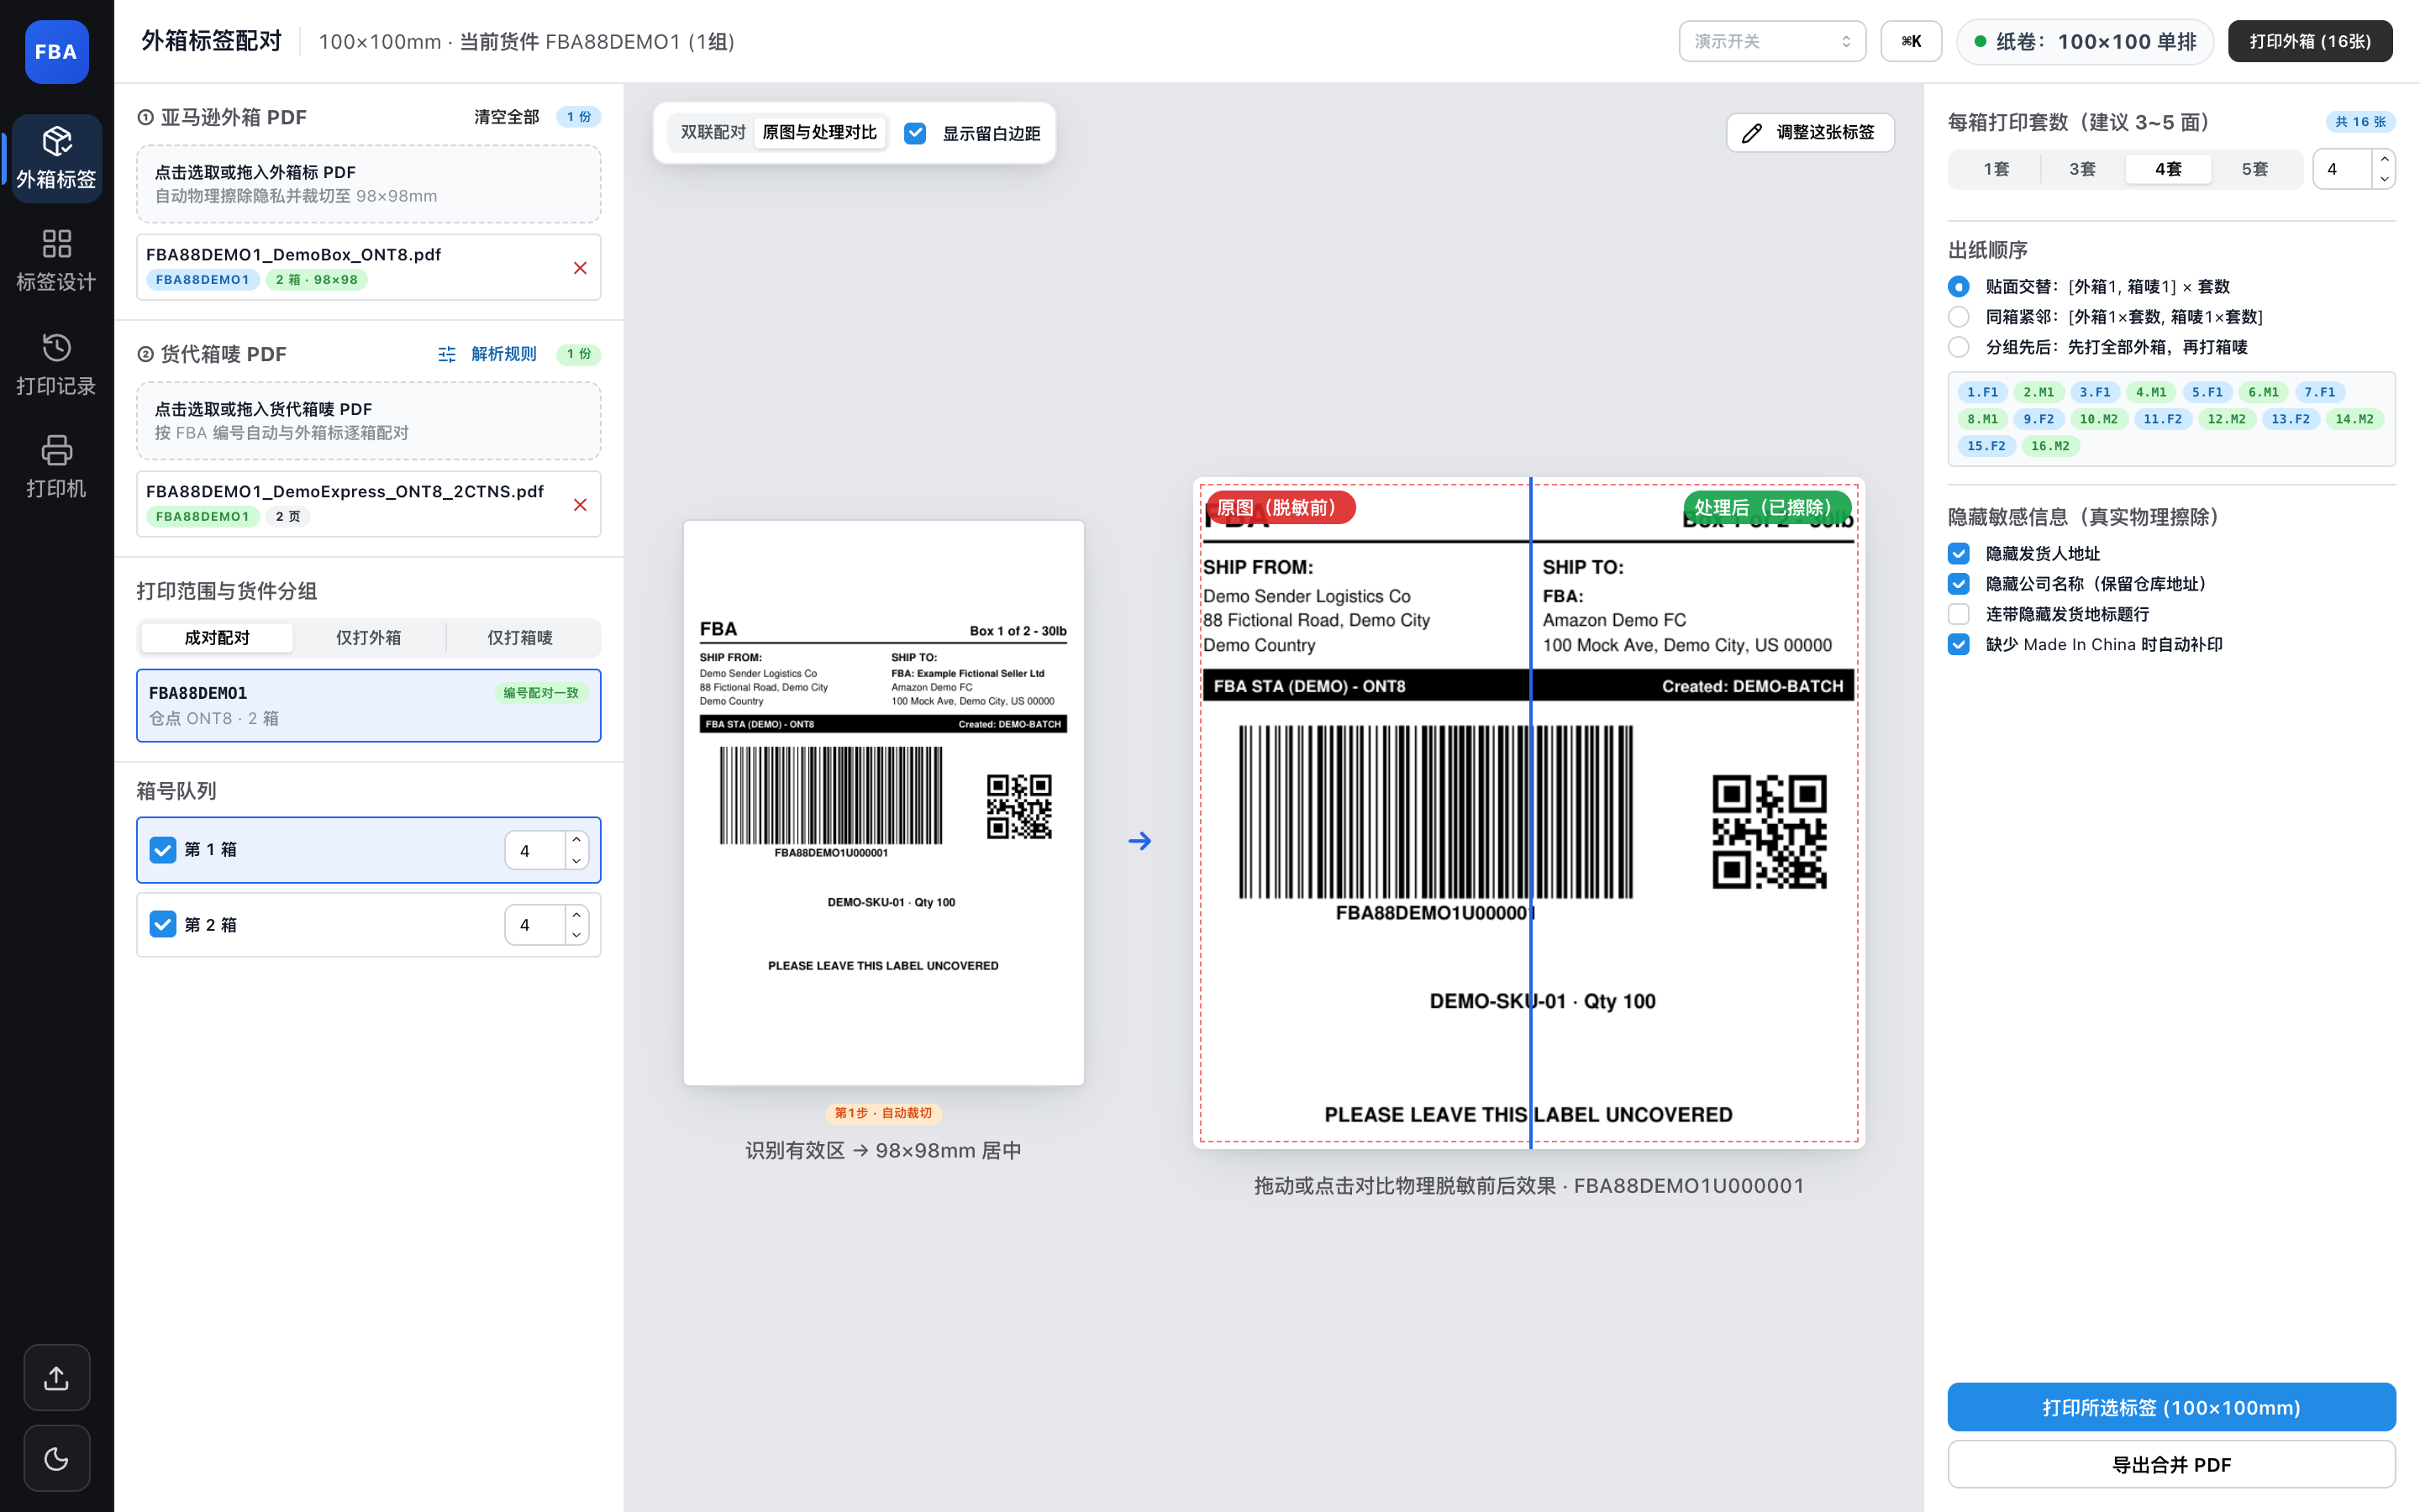 FBA
外箱标签
标签设计
打印记录
打印机
外箱标签配对
100×100mm · 当前货件 FBA88DEMO1 (1组)
演示开关
⌘K
纸卷：100×100 单排
打印外箱 (16张)
① 亚马逊外箱 PDF
清空全部
1 份
点击选取或拖入外箱标 PDF
自动物理擦除隐私并裁切至 98×98mm
FBA88DEMO1_DemoBox_ONT8.pdf
FBA88DEMO1
2 箱 · 98×98
② 货代箱唛 PDF
解析规则
1 份
点击选取或拖入货代箱唛 PDF
按 FBA 编号自动与外箱标逐箱配对
FBA88DEMO1_DemoExpress_ONT8_2CTNS.pdf
FBA88DEMO1
2 页
打印范围与货件分组
成对配对
仅打外箱
仅打箱唛
FBA88DEMO1
编号配对一致
仓点 ONT8 · 2 箱
箱号队列
第 1 箱
4
第 2 箱
4
双联配对
原图与处理对比
显示留白边距
调整这张标签
FBA
Box 1 of 2 - 30lb
SHIP FROM:
Demo Sender Logistics Co
88 Fictional Road, Demo City
Demo Country
SHIP TO:
FBA: Example Fictional Seller Ltd
Amazon Demo FC
100 Mock Ave, Demo City, US 00000
FBA STA (DEMO) - ONT8
Created: DEMO-BATCH
FBA88DEMO1U000001
DEMO-SKU-01 · Qty 100
PLEASE LEAVE THIS LABEL UNCOVERED
第1步 · 自动裁切
识别有效区 → 98×98mm 居中
原图（脱敏前）
处理后（已擦除）
FBA
Box 1 of 2 - 30lb
SHIP FROM:
Demo Sender Logistics Co
88 Fictional Road, Demo City
Demo Country
SHIP TO:
FBA:
Amazon Demo FC
100 Mock Ave, Demo City, US 00000
FBA STA (DEMO) - ONT8
Created: DEMO-BATCH
FBA88DEMO1U000001
DEMO-SKU-01 · Qty 100
PLEASE LEAVE THIS LABEL UNCOVERED
拖动或点击对比物理脱敏前后效果 · FBA88DEMO1U000001
每箱打印套数（建议 3~5 面）
共 16 张
1套
3套
4套
5套
4
出纸顺序
贴面交替：[外箱1, 箱唛1] × 套数
同箱紧邻：[外箱1×套数, 箱唛1×套数]
分组先后：先打全部外箱，再打箱唛
1.F1 2.M1 3.F1 4.M1 5.F1 6.M1 7.F1
8.M1 9.F2 10.M2 11.F2 12.M2 13.F2 14.M2
15.F2 16.M2
隐藏敏感信息（真实物理擦除）
隐藏发货人地址
隐藏公司名称（保留仓库地址）
连带隐藏发货地标题行
缺少 Made In China 时自动补印
打印所选标签 (100×100mm)
导出合并 PDF